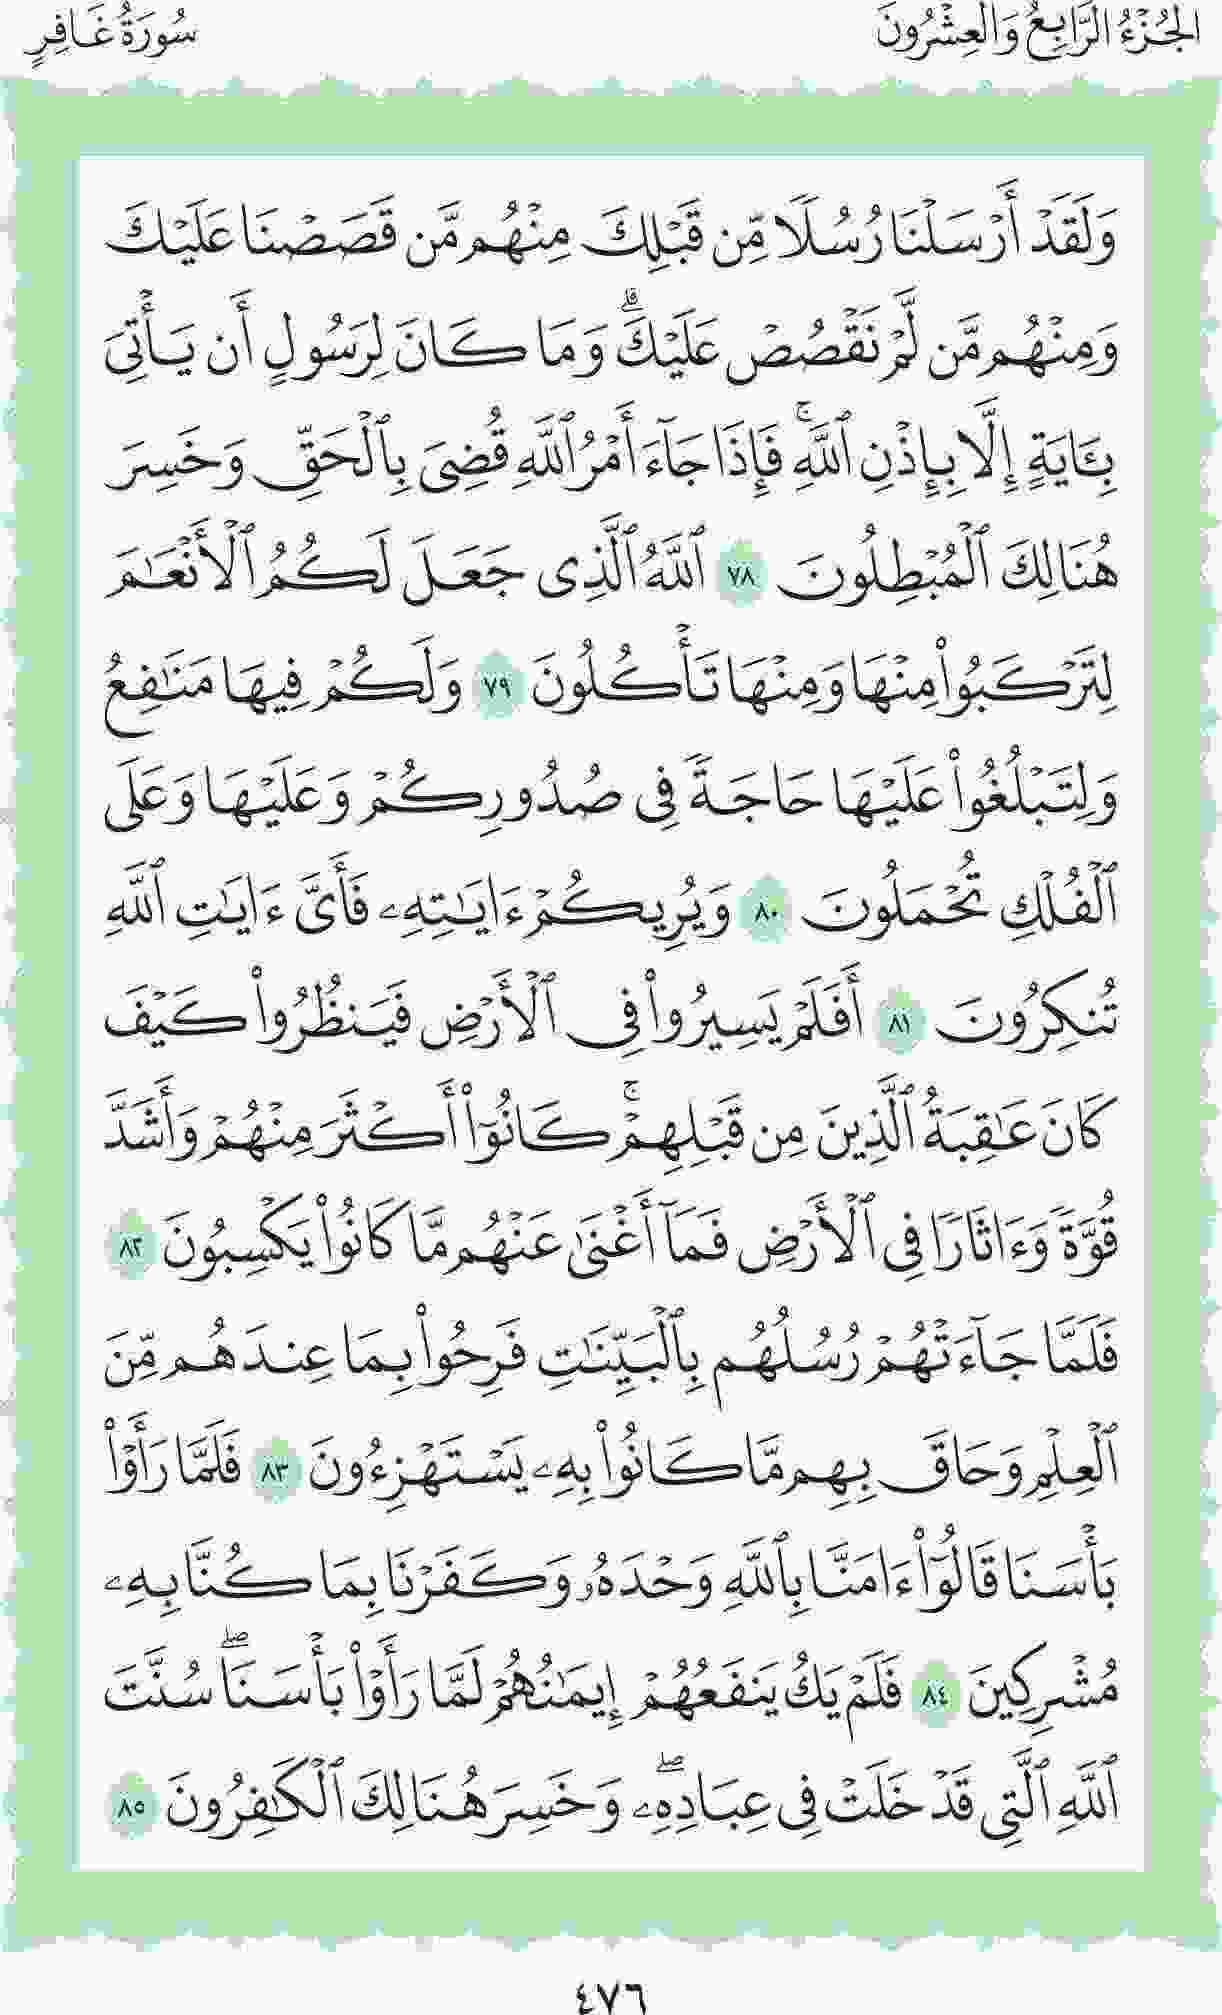 الجُزْءُ الرَّابِعُ وَالعِشْرُونَ
سُورَةُ غَافِرٍ
وَلَقَدۡ أَرۡسَلۡنَا رُسُلٗا مِّن قَبۡلِكَ مِنۡهُم مَّن قَصَصۡنَا عَلَيۡكَ
وَمِنۡهُم مَّن لَّمۡ نَقۡصُصۡ عَلَيۡكَۗ وَمَا كَانَ لِرَسُولٍ أَن يَأۡتِيَ
بِـَٔايَةٍ إِلَّا بِإِذۡنِ ٱللَّهِۚ فَإِذَا جَآءَ أَمۡرُ ٱللَّهِ قُضِيَ بِٱلۡحَقِّ وَخَسِرَ
هُنَالِكَ ٱلۡمُبۡطِلُونَ ٧٨ ٱللَّهُ ٱلَّذِي جَعَلَ لَكُمُ ٱلۡأَنۡعَٰمَ
لِتَرۡكَبُواْ مِنۡهَا وَمِنۡهَا تَأۡكُلُونَ ٧٩ وَلَكُمۡ فِيهَا مَنَٰفِعُ
وَلِتَبۡلُغُواْ عَلَيۡهَا حَاجَةٗ فِي صُدُورِكُمۡ وَعَلَيۡهَا وَعَلَى
ٱلۡفُلۡكِ تُحۡمَلُونَ ٨٠ وَيُرِيكُمۡ ءَايَٰتِهِۦ فَأَيَّ ءَايَٰتِ ٱللَّهِ
تُنكِرُونَ ٨١ أَفَلَمۡ يَسِيرُواْ فِي ٱلۡأَرۡضِ فَيَنظُرُواْ كَيۡفَ
كَانَ عَٰقِبَةُ ٱلَّذِينَ مِن قَبۡلِهِمۡۚ كَانُوٓاْ أَكۡثَرَ مِنۡهُمۡ وَأَشَدَّ
قُوَّةٗ وَءَاثَارٗا فِي ٱلۡأَرۡضِ فَمَآ أَغۡنَىٰ عَنۡهُم مَّا كَانُواْ يَكۡسِبُونَ ٨٢
فَلَمَّا جَآءَتۡهُمۡ رُسُلُهُم بِٱلۡبَيِّنَٰتِ فَرِحُواْ بِمَا عِندَهُم مِّنَ
ٱلۡعِلۡمِ وَحَاقَ بِهِم مَّا كَانُواْ بِهِۦ يَسۡتَهۡزِءُونَ ٨٣ فَلَمَّا رَأَوۡاْ
بَأۡسَنَا قَالُوٓاْ ءَامَنَّا بِٱللَّهِ وَحۡدَهُۥ وَكَفَرۡنَا بِمَا كُنَّا بِهِۦ
مُشۡرِكِينَ ٨٤ فَلَمۡ يَكُ يَنفَعُهُمۡ إِيمَٰنُهُمۡ لَمَّا رَأَوۡاْ بَأۡسَنَاۖ سُنَّتَ
ٱللَّهِ ٱلَّتِي قَدۡ خَلَتۡ فِي عِبَادِهِۦۖ وَخَسِرَ هُنَالِكَ ٱلۡكَٰفِرُونَ ٨٥
٤٧٦